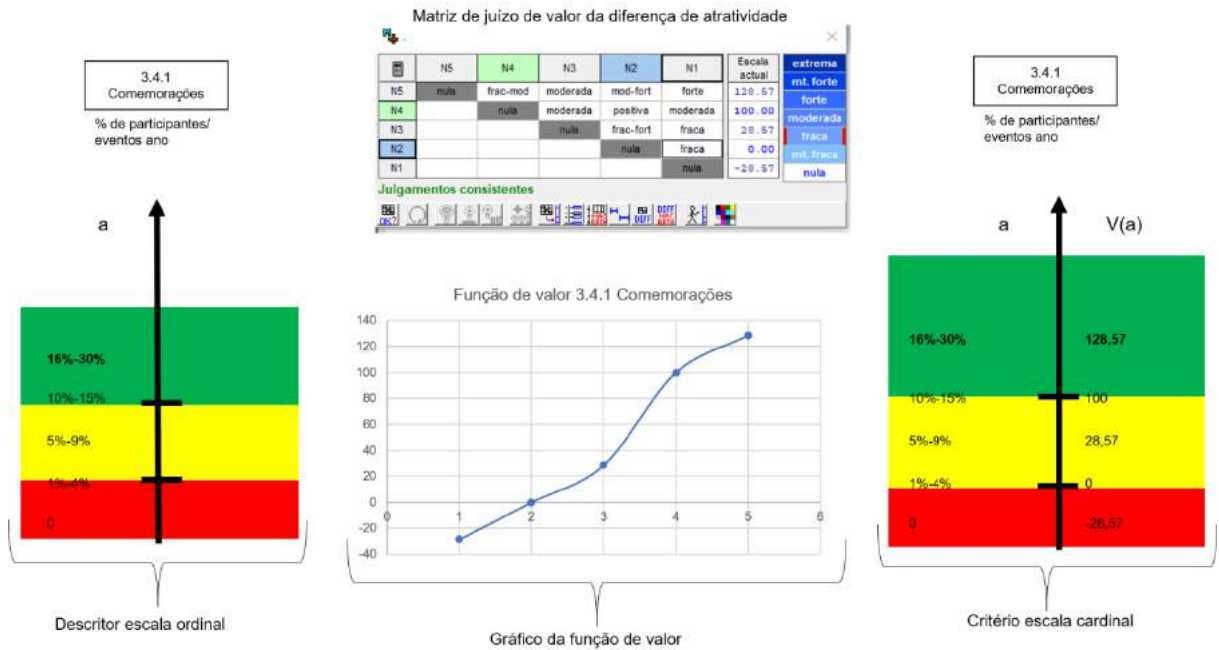 Matriz de juízo de valor da diferença de atratividade
3.4.1
Comemorações
% de participantes/
eventos ano
a
16%-30%
10%-15%
5%-9%
1%-4%
0
Descritor escala ordinal
N5 N4 N3 N2 N1 Escala actual
N5 nula frac-mod moderada mod-fort forte 128.57
N4 nula moderada positiva moderada 100.00
N3 nula frac-fort fraca 28.57
N2 nula fraca 0.00
N1 nula -28.57
extrema
mt. forte
forte
moderada
fraca
mt. fraca
nula
Julgamentos consistentes
OK?
DIFF
DIFF
Função de valor 3.4.1 Comemorações
140
120
100
80
60
40
20
0
-20
-40
0 1 2 3 4 5 6
Gráfico da função de valor
3.4.1
Comemorações
% de participantes/
eventos ano
a V(a)
16%-30% 128,57
10%-15% 100
5%-9% 28,57
1%-4% 0
0 -28,57
Critério escala cardinal